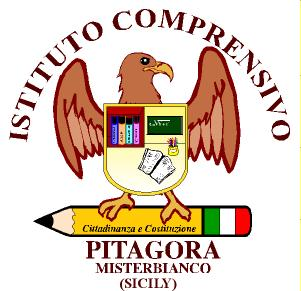 ISTITUTO COMPRENSIVO
Cittadinanza e Costituzione
PITAGORA
MISTERBIANCO
(SICILY)